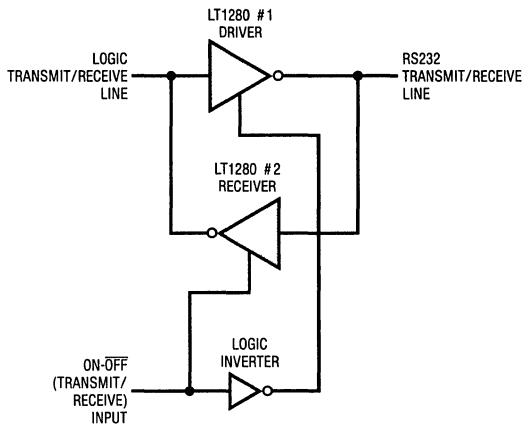 LT1280 #1
DRIVER
LOGIC
TRANSMIT/RECEIVE
LINE
RS232
TRANSMIT/RECEIVE
LINE
LT1280 #2
RECEIVER
LOGIC
INVERTER
ON-O̅F̅F̅
(TRANSMIT/
RECEIVE)
INPUT